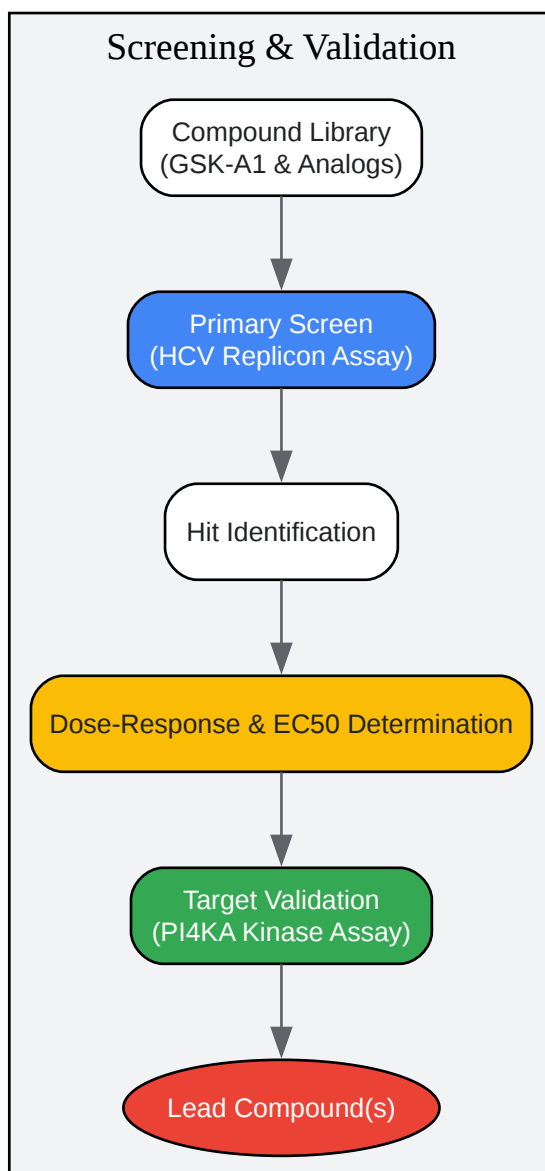 Screening & Validation
Compound Library
(GSK-A1 & Analogs)
Primary Screen
(HCV Replicon Assay)
Hit Identification
Dose-Response & EC50 Determination
Target Validation
(PI4KA Kinase Assay)
Lead Compound(s)